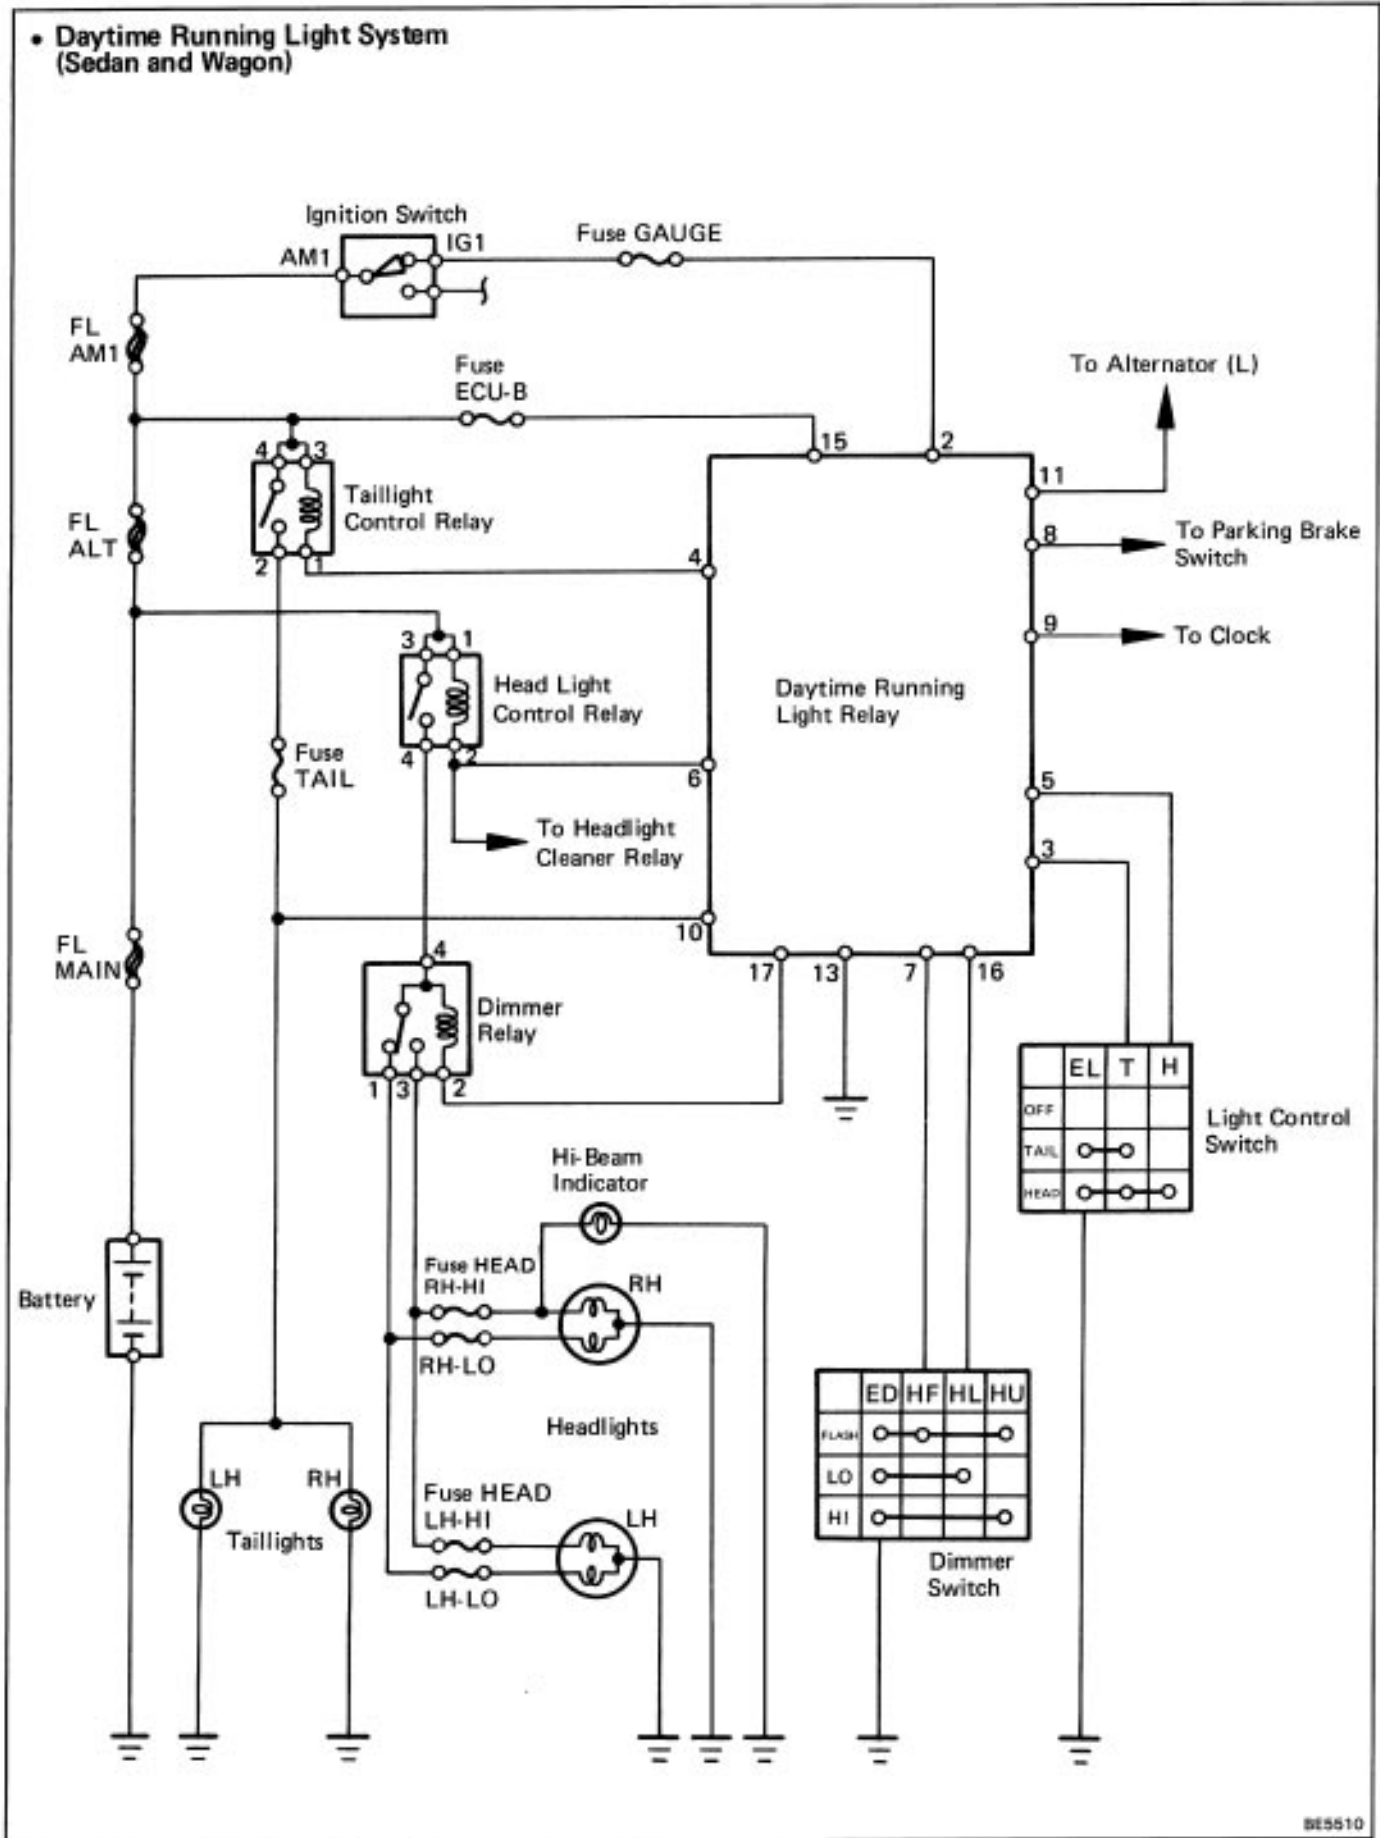 • Daytime Running Light System
(Sedan and Wagon)
Ignition Switch
AM1
IG1
Fuse GAUGE
FL
AM1
Fuse
ECU-B
To Alternator (L)
15
2
4
3
11
Taillight
Control Relay
FL
ALT
8
To Parking Brake
Switch
2
1
4
9
To Clock
3
1
Head Light
Control Relay
Daytime Running
Light Relay
4
2
6
Fuse
TAIL
5
To Headlight
Cleaner Relay
3
10
FL
MAIN
4
17
13
7
16
Dimmer
Relay
1
3
2
EL
T
H
OFF
TAIL
HEAD
Light Control
Switch
Hi-Beam
Indicator
Fuse HEAD
RH-HI
RH
Battery
RH-LO
ED
HF
HL
HU
FLASH
LO
HI
Headlights
LH
RH
Fuse HEAD
LH-HI
LH
Taillights
Dimmer
Switch
LH-LO
BE5510